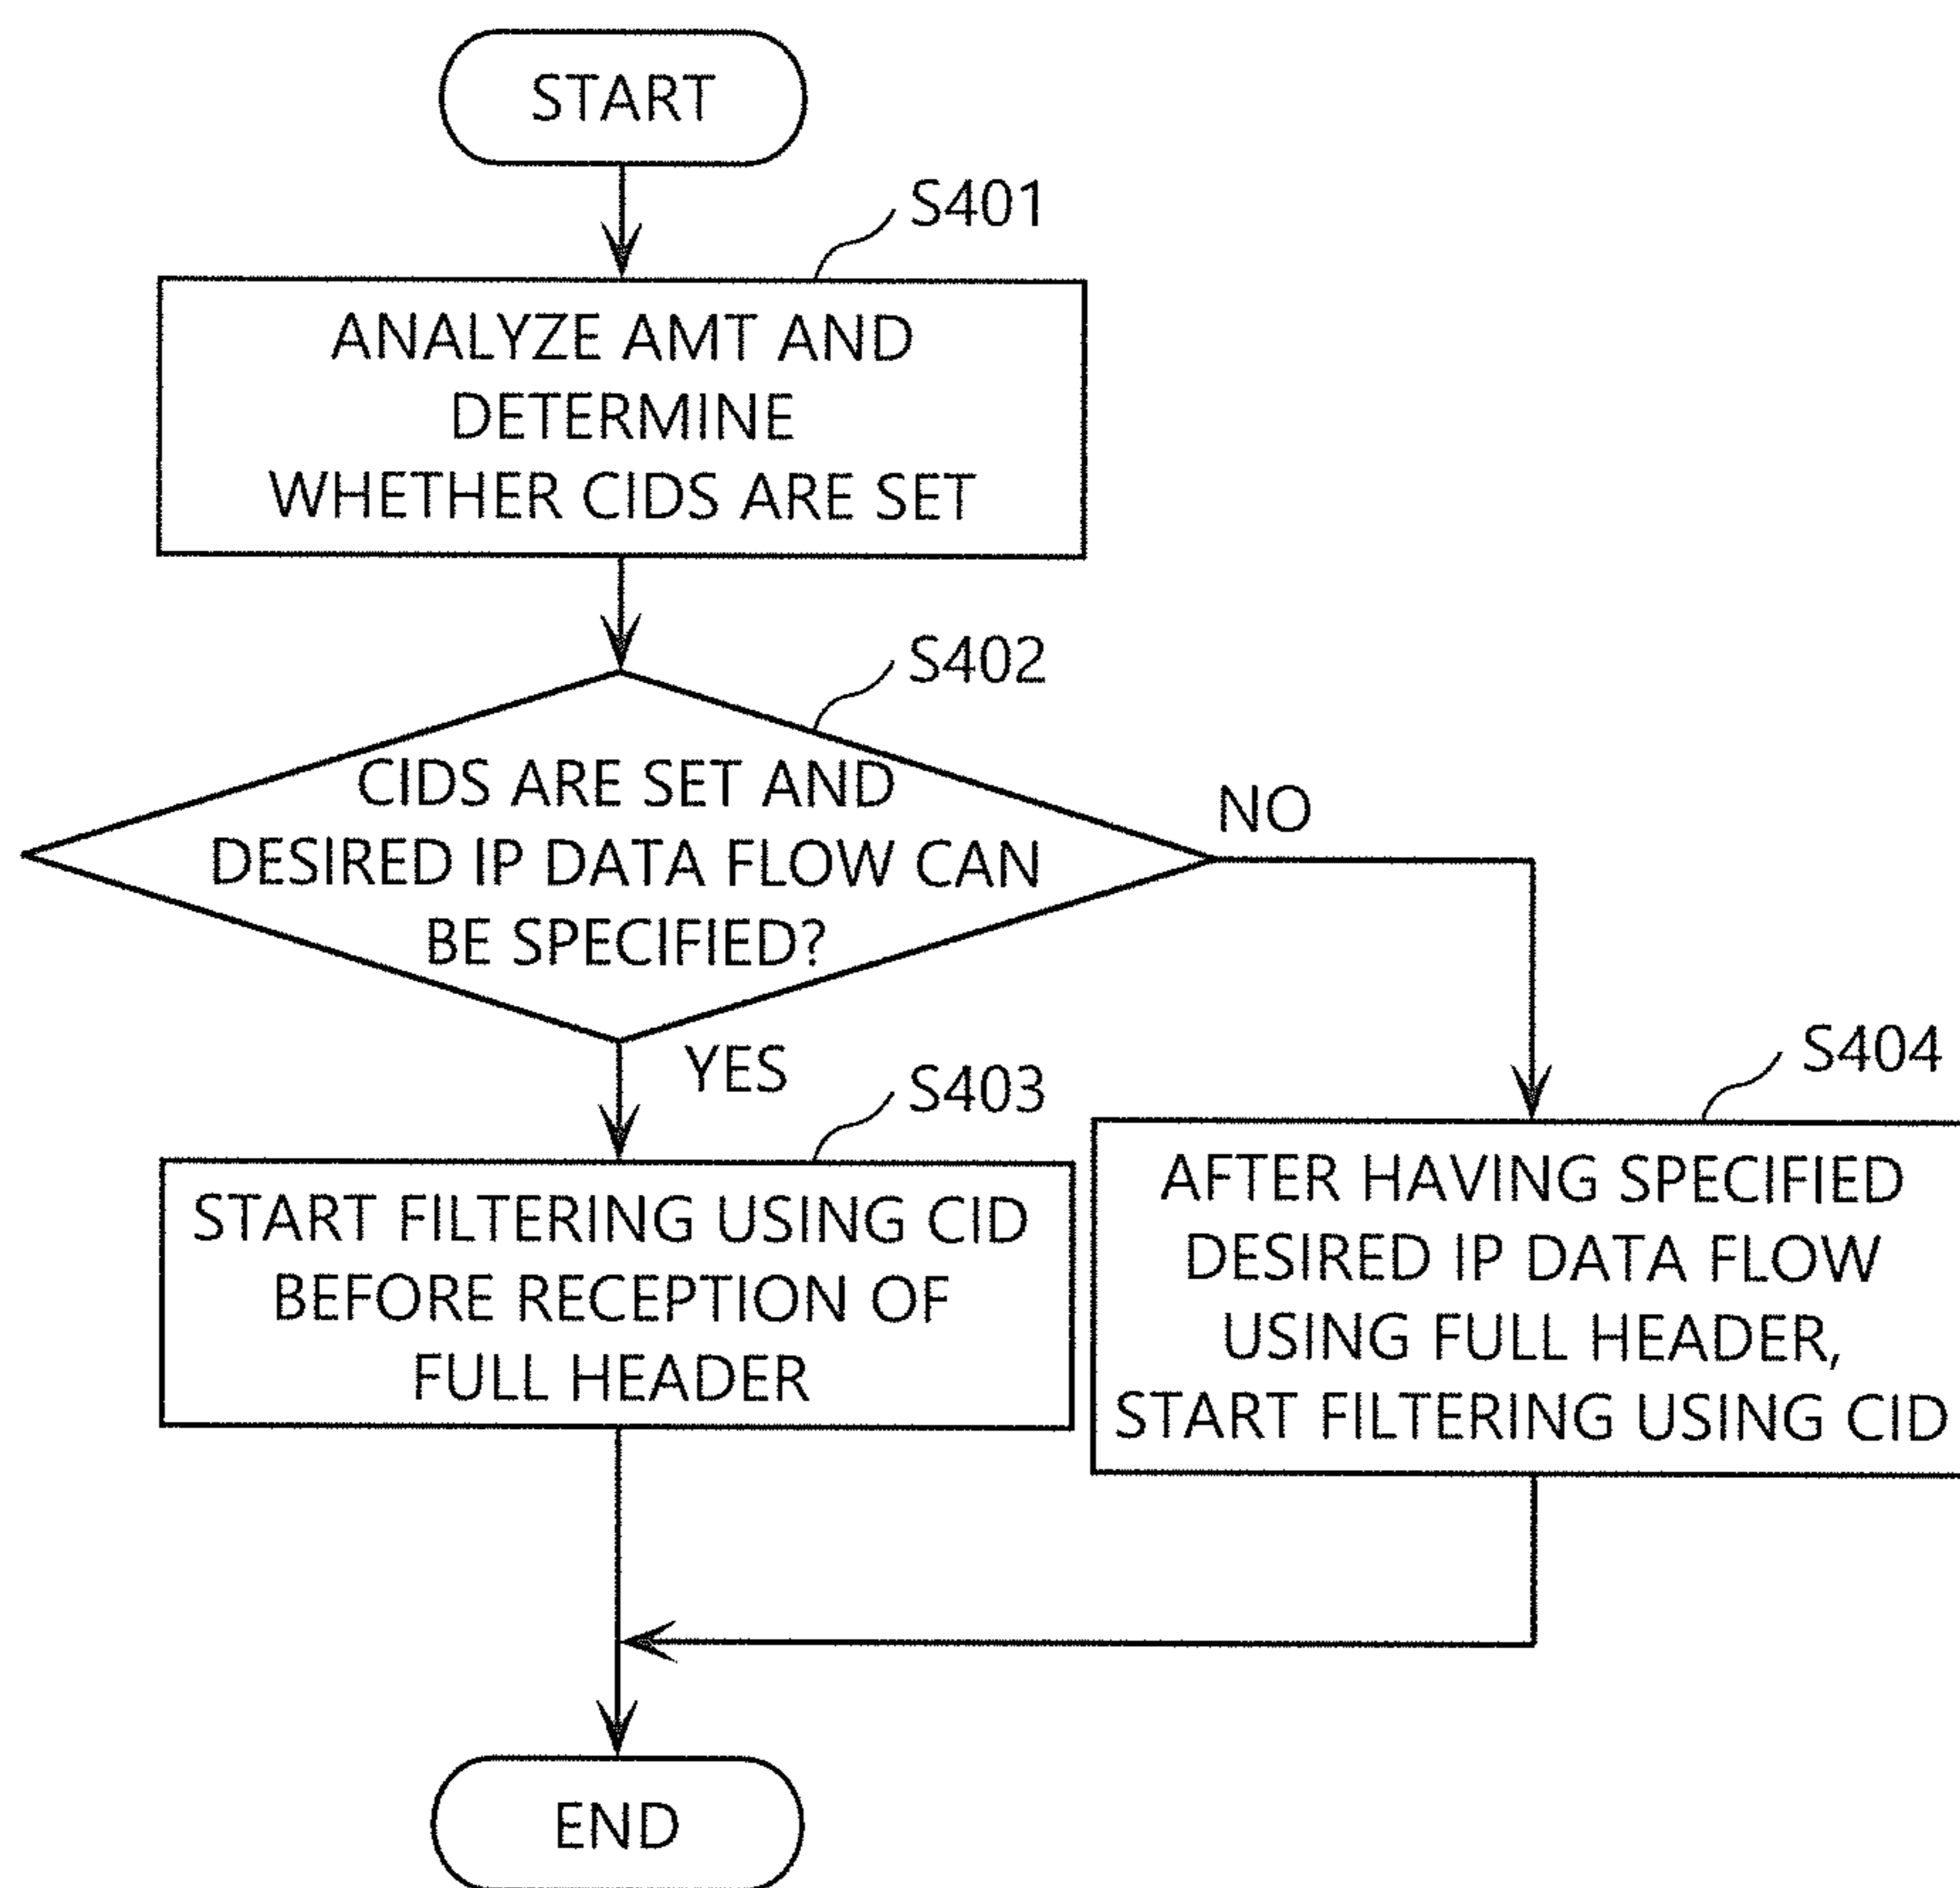 START
S401
ANALYZE AMT AND
DETERMINE
WHETHER CIDS ARE SET
S402
CIDS ARE SET AND
DESIRED IP DATA FLOW CAN
BE SPECIFIED?
NO
YES
S403
START FILTERING USING CID
BEFORE RECEPTION OF
FULL HEADER
S404
AFTER HAVING SPECIFIED
DESIRED IP DATA FLOW
USING FULL HEADER,
START FILTERING USING CID
END